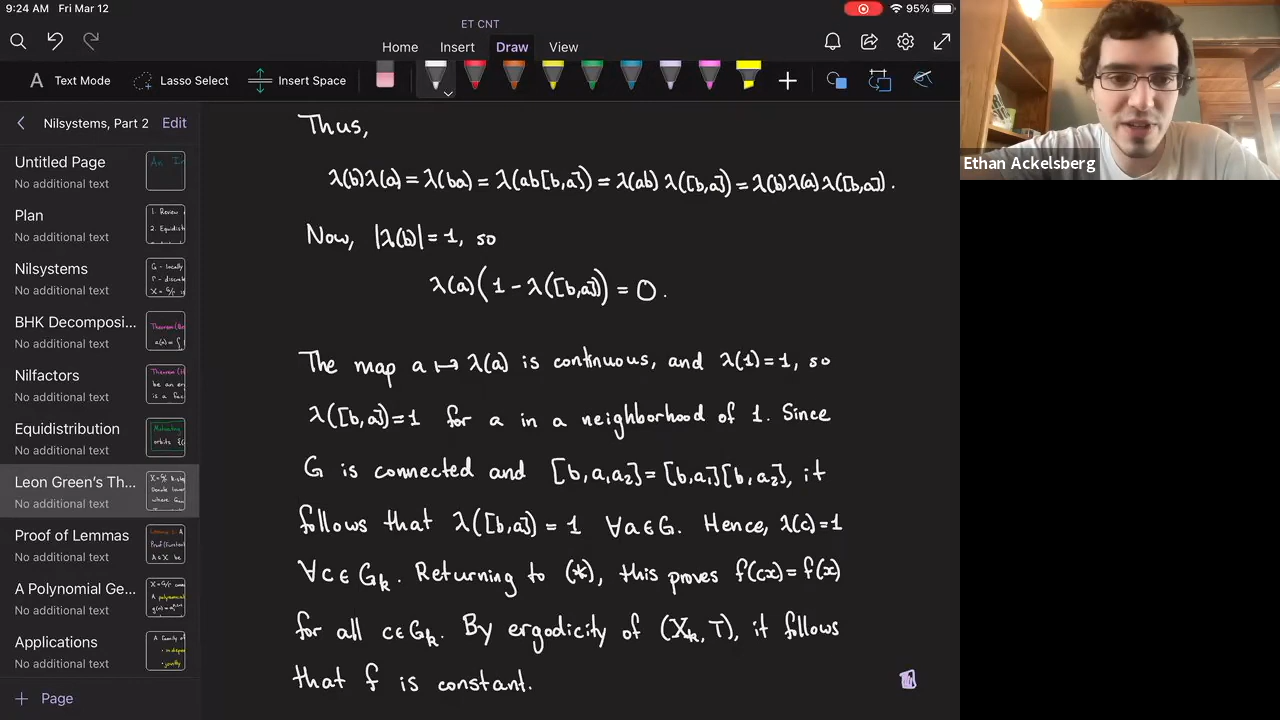 9:24 AM Fri Mar 12
95%
ET CNT
Home Insert Draw View
Text Mode Lasso Select Insert Space
Nilsystems, Part 2 Edit
Untitled Page
No additional text
Plan
No additional text
Nilsystems
No additional text
BHK Decomposi...
No additional text
Nilfactors
No additional text
Equidistribution
No additional text
Leon Green's Th...
No additional text
Proof of Lemmas
No additional text
A Polynomial Ge...
No additional text
Applications
No additional text
Page
Thus,
λ(b)λ(a) = λ(ba) = λ(ab[b,a]) = λ(ab) λ([b,a]) = λ(b)λ(a)λ([b,a]).
Now, |λ(b)| = 1, so
λ(a)(1 - λ([b,a])) = 0.
The map a ↦ λ(a) is continuous, and λ(1) = 1, so
λ([b,a]) = 1 for a in a neighborhood of 1. Since
G is connected and [b, a₁a₂] = [b,a₁][b,a₂], it
follows that λ([b,a]) = 1 ∀a∈G. Hence, λ(c) = 1
∀c∈Gₖ. Returning to (*), this proves f(cx) = f(x)
for all c∈Gₖ. By ergodicity of (Xₖ, T), it follows
that f is constant.
Ethan Ackelsberg